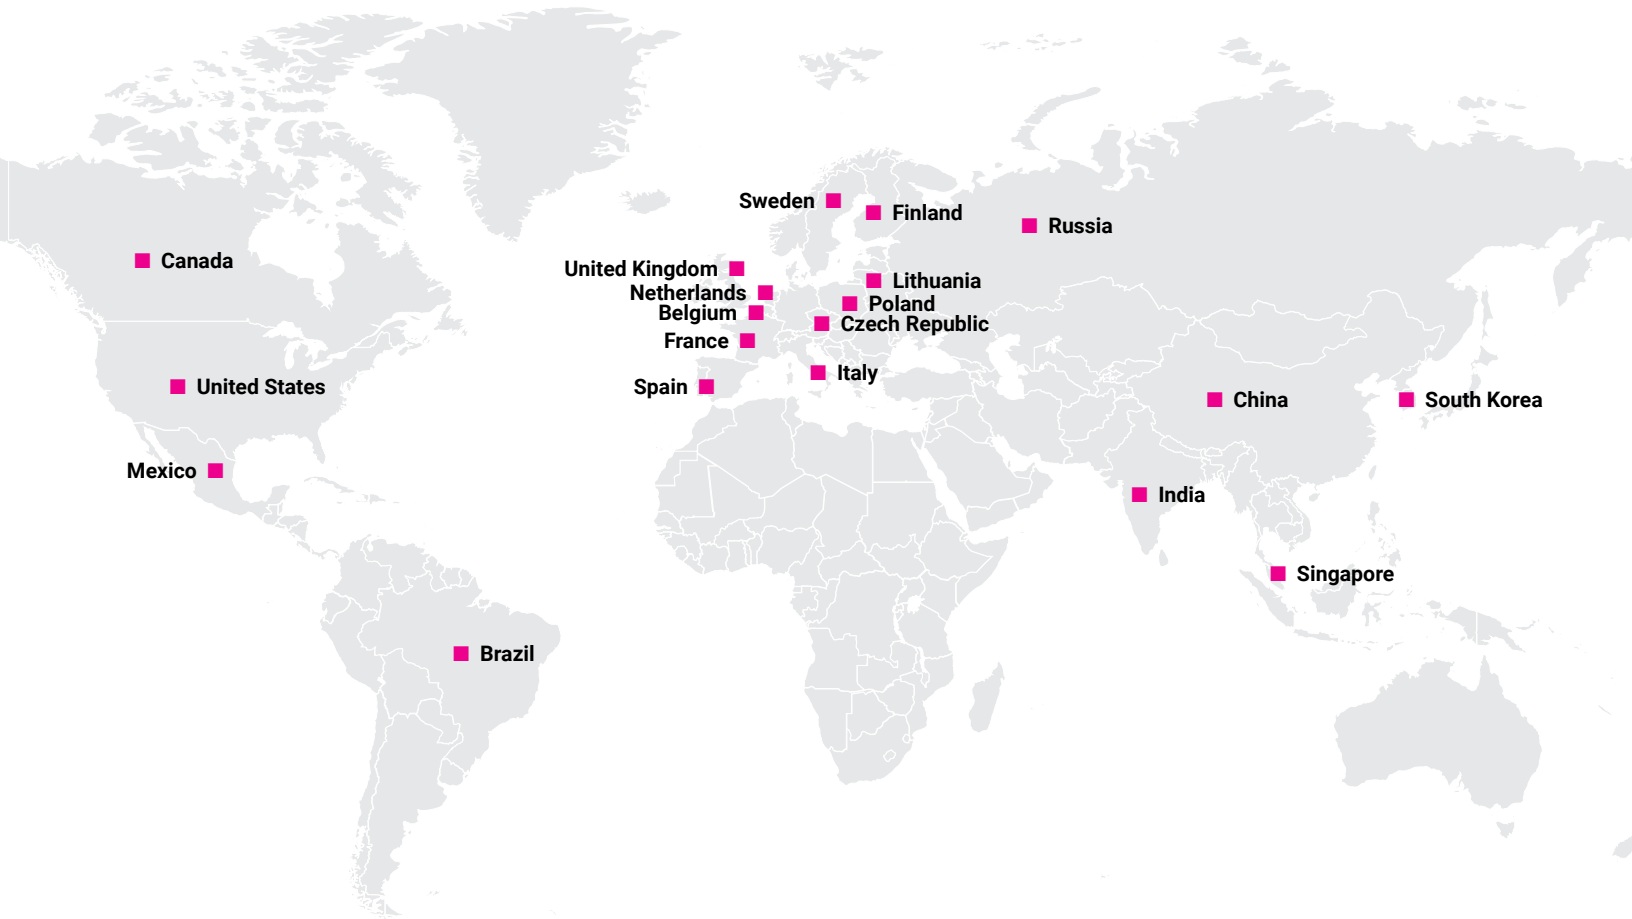 Sweden
Finland
Russia
Canada
United Kingdom
Lithuania
Netherlands
Poland
Belgium
Czech Republic
France
Italy
United States
Spain
China
South Korea
Mexico
India
Singapore
Brazil